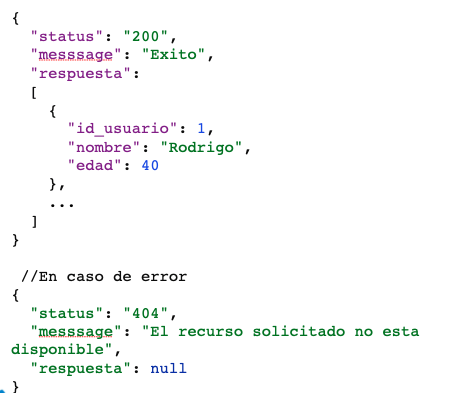 {
  "status": "200",
  "messsage": "Exito",
  "respuesta":
  [
    {
      "id_usuario": 1,
      "nombre": "Rodrigo",
      "edad": 40
    },
    ...
  ]
}
 //En caso de error
{
  "status": "404",
  "messsage": "El recurso solicitado no esta
disponible",
  "respuesta": null
}